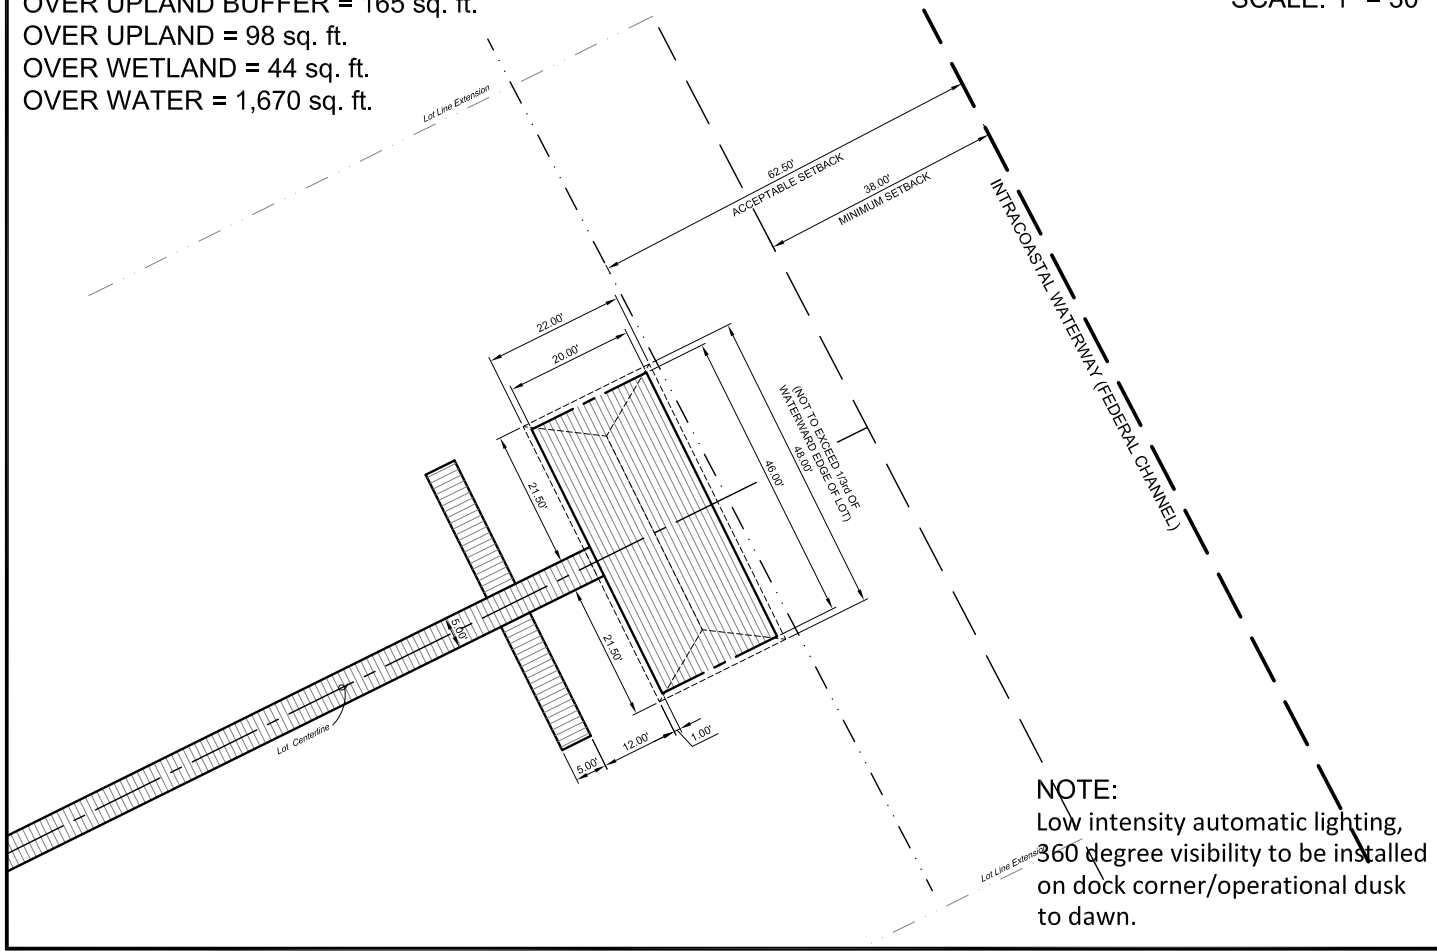 OVER UPLAND BUFFER = 165 sq. ft.
OVER UPLAND = 98 sq. ft.
OVER WETLAND = 44 sq. ft.
OVER WATER = 1,670 sq. ft.
SCALE: 1" = 30'
Lot Line Extension
62.50'
ACCEPTABLE SETBACK
38.00'
MINIMUM SETBACK
INTRACOASTAL WATERWAY (FEDERAL CHANNEL)
22.00'
20.00'
(NOT TO EXCEED 1/3rd OF
WATERWARD EDGE OF LOT)
48.00'
46.00'
21.50'
5.00'
21.50'
Lot Centerline
12.00'
1.00'
5.00'
Lot Line Extension
NOTE:
Low intensity automatic lighting,
360 degree visibility to be installed
on dock corner/operational dusk
to dawn.